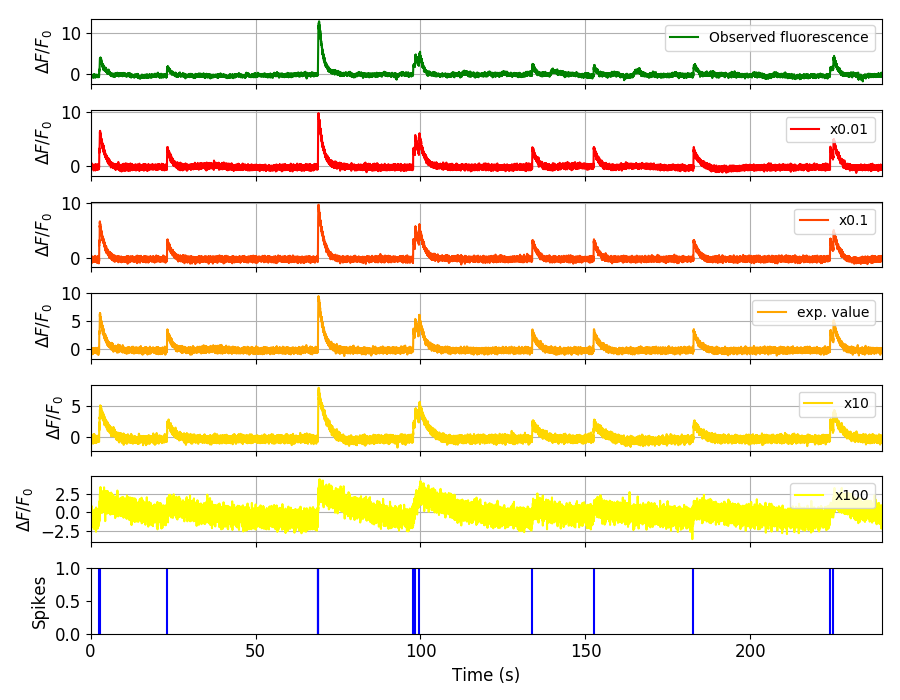 ΔF/F₀
10
0
Observed fluorescence
ΔF/F₀
10
0
x0.01
ΔF/F₀
10
0
x0.1
ΔF/F₀
10
5
0
exp. value
ΔF/F₀
5
0
x10
ΔF/F₀
2.5
0.0
−2.5
x100
Spikes
1.0
0.5
0.0
0 50 100 150 200
Time (s)